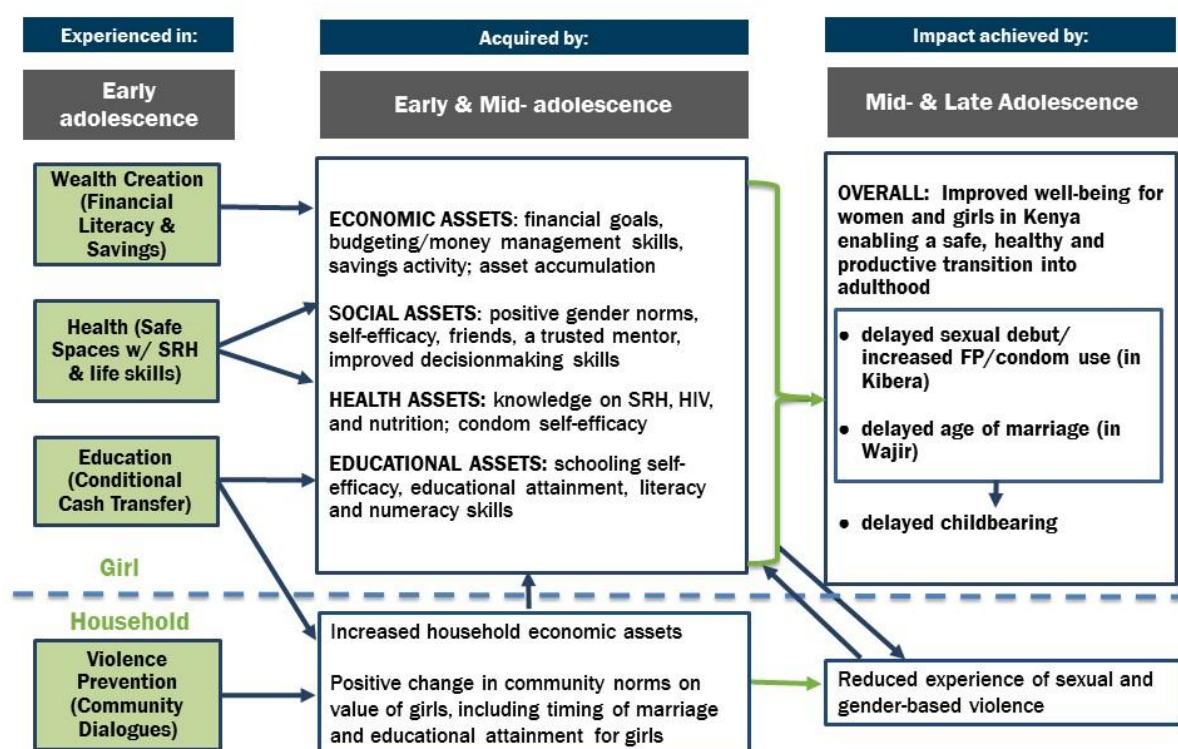 Experienced in:
Early
adolescence
Wealth Creation
(Financial
Literacy &
Savings)
Health (Safe
Spaces w/ SRH
& life skills)
Education
(Conditional
Cash Transfer)
Girl
Household
Violence
Prevention
(Community
Dialogues)
Acquired by:
Early & Mid- adolescence
ECONOMIC ASSETS: financial goals,
budgeting/money management skills,
savings activity; asset accumulation
SOCIAL ASSETS: positive gender norms,
self-efficacy, friends, a trusted mentor,
improved decisionmaking skills
HEALTH ASSETS: knowledge on SRH, HIV,
and nutrition; condom self-efficacy
EDUCATIONAL ASSETS: schooling self-
efficacy, educational attainment, literacy
and numeracy skills
Increased household economic assets
Positive change in community norms on
value of girls, including timing of marriage
and educational attainment for girls
Impact achieved by:
Mid- & Late Adolescence
OVERALL: Improved well-being for
women and girls in Kenya
enabling a safe, healthy and
productive transition into
adulthood
● delayed sexual debut/
increased FP/condom use (in
Kibera)
● delayed age of marriage (in
Wajir)
● delayed childbearing
Reduced experience of sexual and
gender-based violence